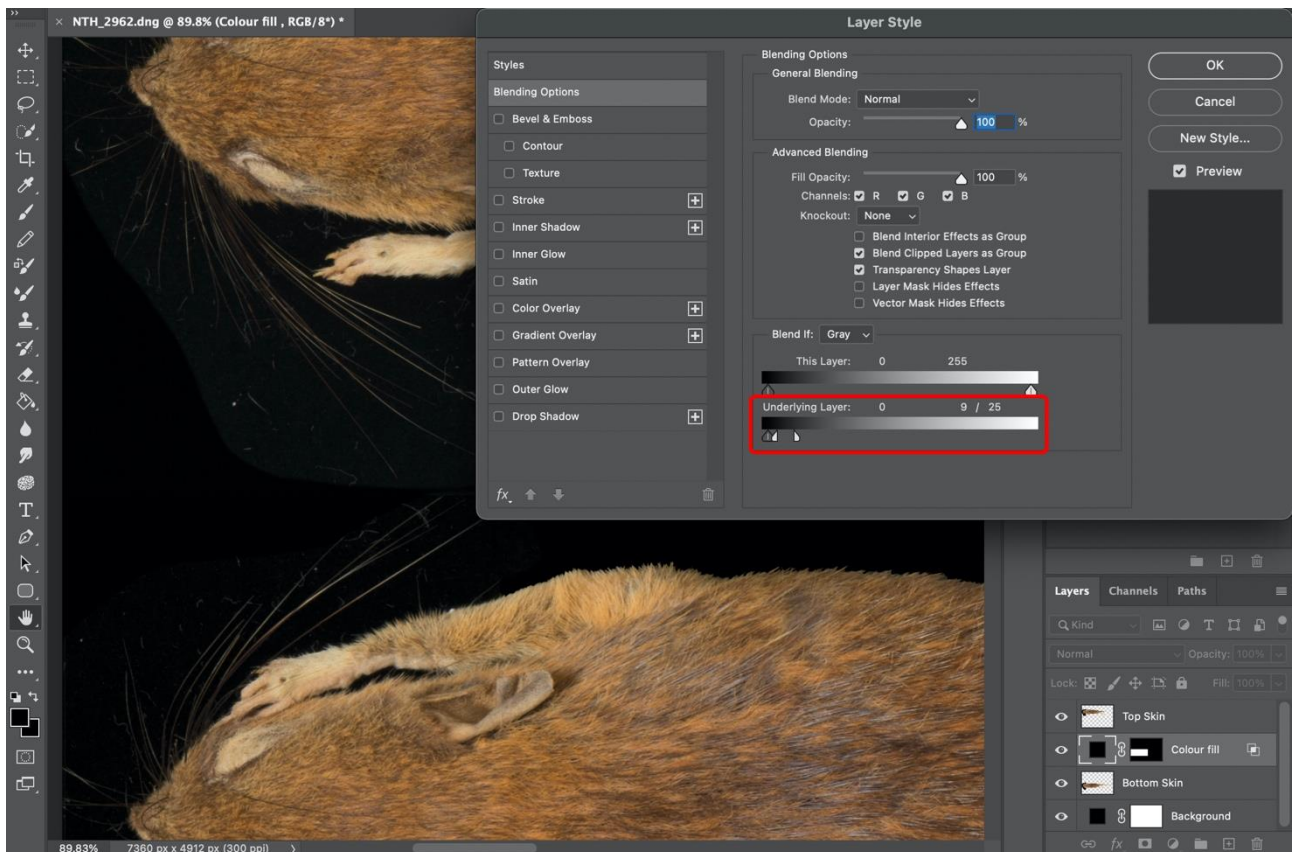 NTH_2962.dng @ 89.8% (Colour fill , RGB/8*) *
Layer Style
Styles
Blending Options
Bevel & Emboss
Contour
Texture
Stroke
Inner Shadow
Inner Glow
Satin
Color Overlay
Gradient Overlay
Pattern Overlay
Outer Glow
Drop Shadow
fx
Blending Options
General Blending
Blend Mode: Normal
Opacity: 100 %
Advanced Blending
Fill Opacity: 100 %
Channels: R G B
Knockout: None
Blend Interior Effects as Group
Blend Clipped Layers as Group
Transparency Shapes Layer
Layer Mask Hides Effects
Vector Mask Hides Effects
Blend If: Gray
This Layer: 0 255
Underlying Layer: 0 9 / 25
OK
Cancel
New Style...
Preview
Layers Channels Paths
Kind
Normal Opacity: 100%
Lock: Fill: 100%
Top Skin
Colour fill
Bottom Skin
Background
fx
89.83% 7360 px x 4912 px (300 ppi)